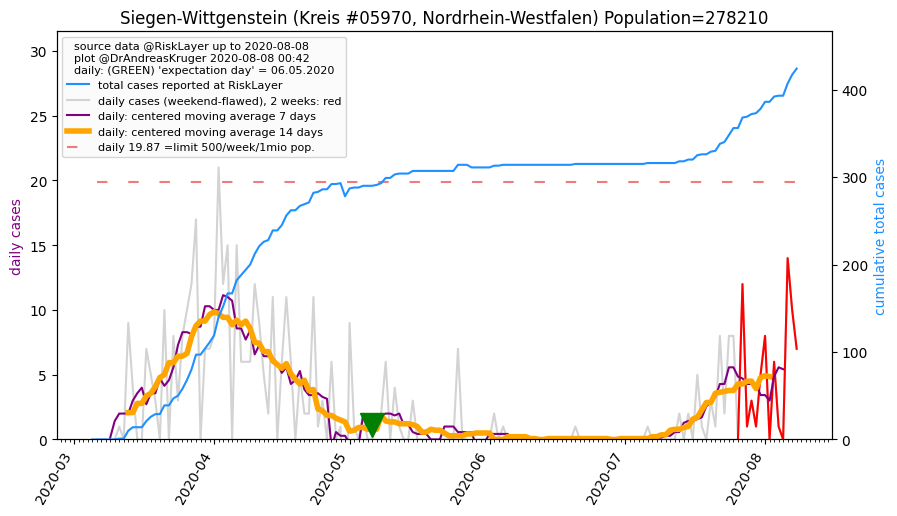 Siegen-Wittgenstein (Kreis #05970, Nordrhein-Westfalen) Population=278210
source data @RiskLayer up to 2020-08-08
plot @DrAndreasKruger 2020-08-08 00:42
daily: (GREEN) 'expectation day' = 06.05.2020
total cases reported at RiskLayer
daily cases (weekend-flawed), 2 weeks: red
daily: centered moving average 7 days
daily: centered moving average 14 days
daily 19.87 =limit 500/week/1mio pop.
daily cases
30
25
20
15
10
5
0
cumulative total cases
400
300
200
100
0
2020-03
2020-04
2020-05
2020-06
2020-07
2020-08